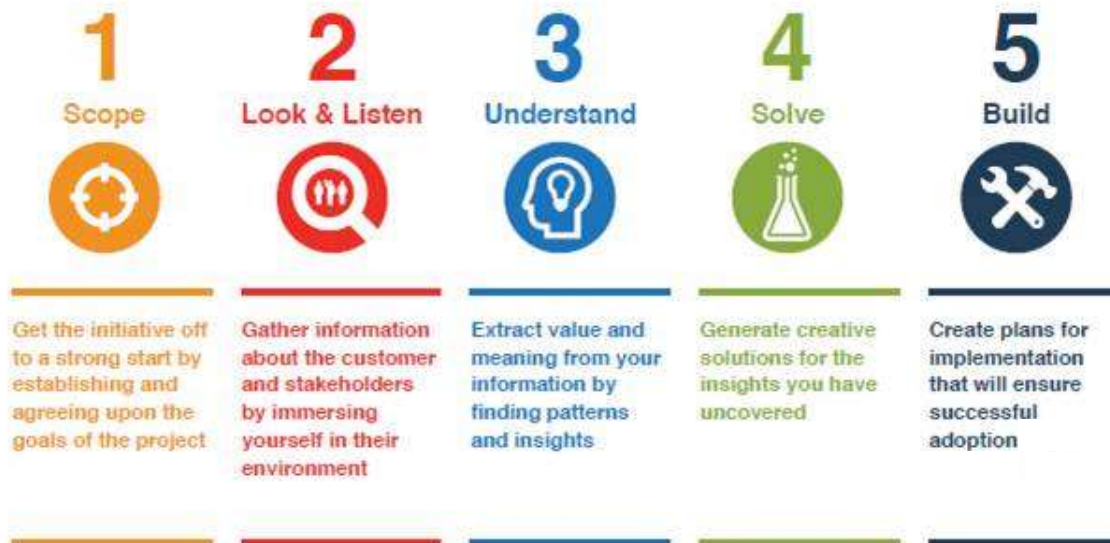 1
Scope
Get the initiative off
to a strong start by
establishing and
agreeing upon the
goals of the project
2
Look & Listen
Gather information
about the customer
and stakeholders
by immersing
yourself in their
environment
3
Understand
Extract value and
meaning from your
information by
finding patterns
and insights
4
Solve
Generate creative
solutions for the
insights you have
uncovered
5
Build
Create plans for
implementation
that will ensure
successful
adoption